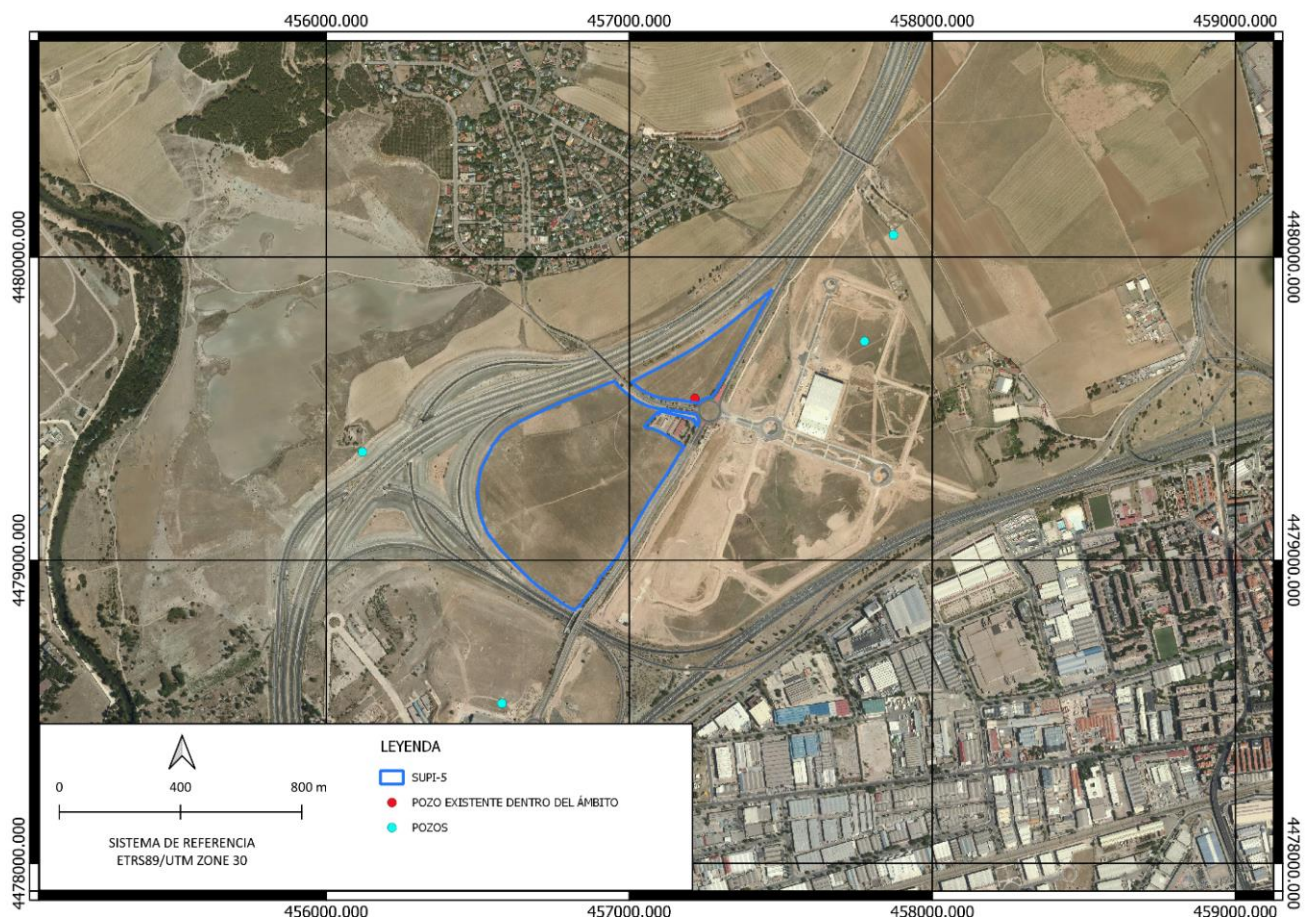 456000.000 457000.000 458000.000 459000.000
4480000.000 4480000.000
4479000.000 4479000.000
LEYENDA
SUPI-5
0 400 800 m
POZO EXISTENTE DENTRO DEL ÁMBITO
POZOS
SISTEMA DE REFERENCIA
ETRS89/UTM ZONE 30
4478000.000 4478000.000
456000.000 457000.000 458000.000 459000.000